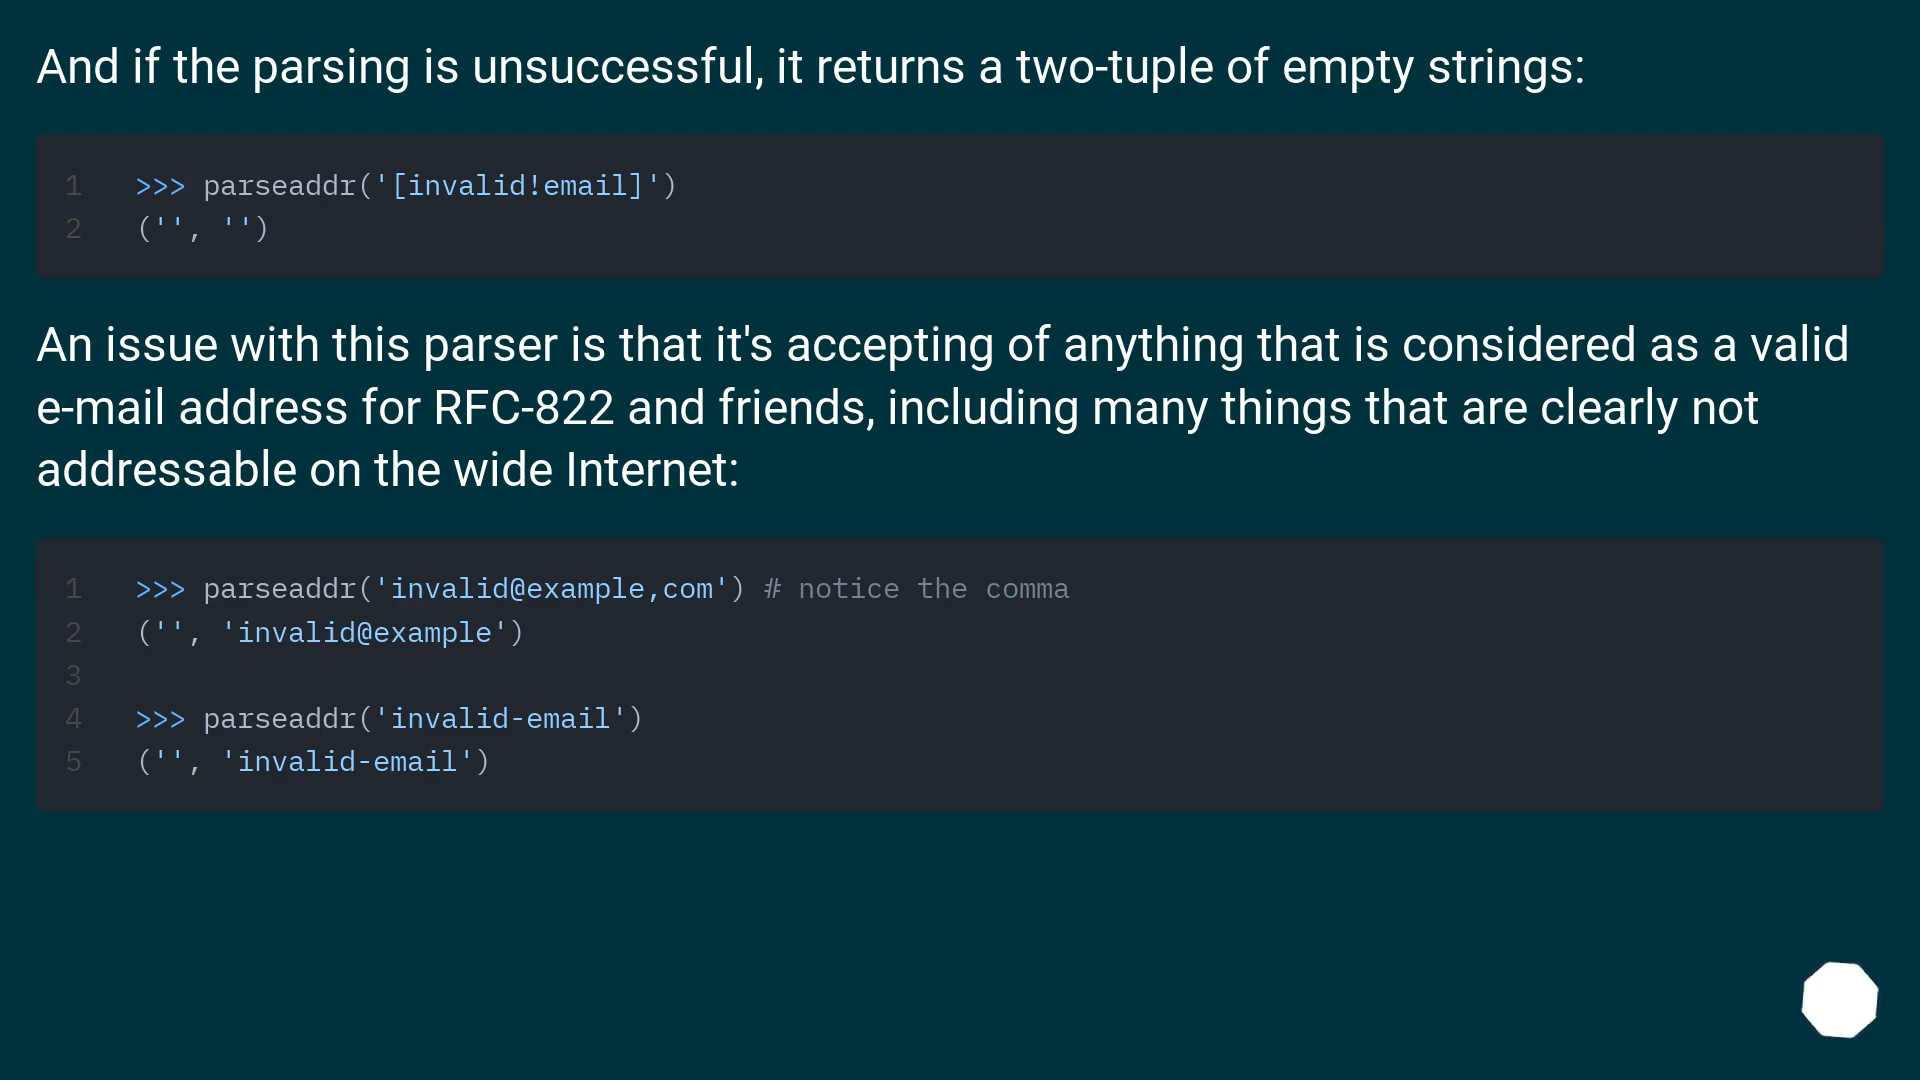 And if the parsing is unsuccessful, it returns a two-tuple of empty strings:
1 >>> parseaddr('[invalid!email]')
2 ('', '')
An issue with this parser is that it's accepting of anything that is considered as a valid
e-mail address for RFC-822 and friends, including many things that are clearly not
addressable on the wide Internet:
1 >>> parseaddr('invalid@example,com') # notice the comma
2 ('', 'invalid@example')
3
4 >>> parseaddr('invalid-email')
5 ('', 'invalid-email')